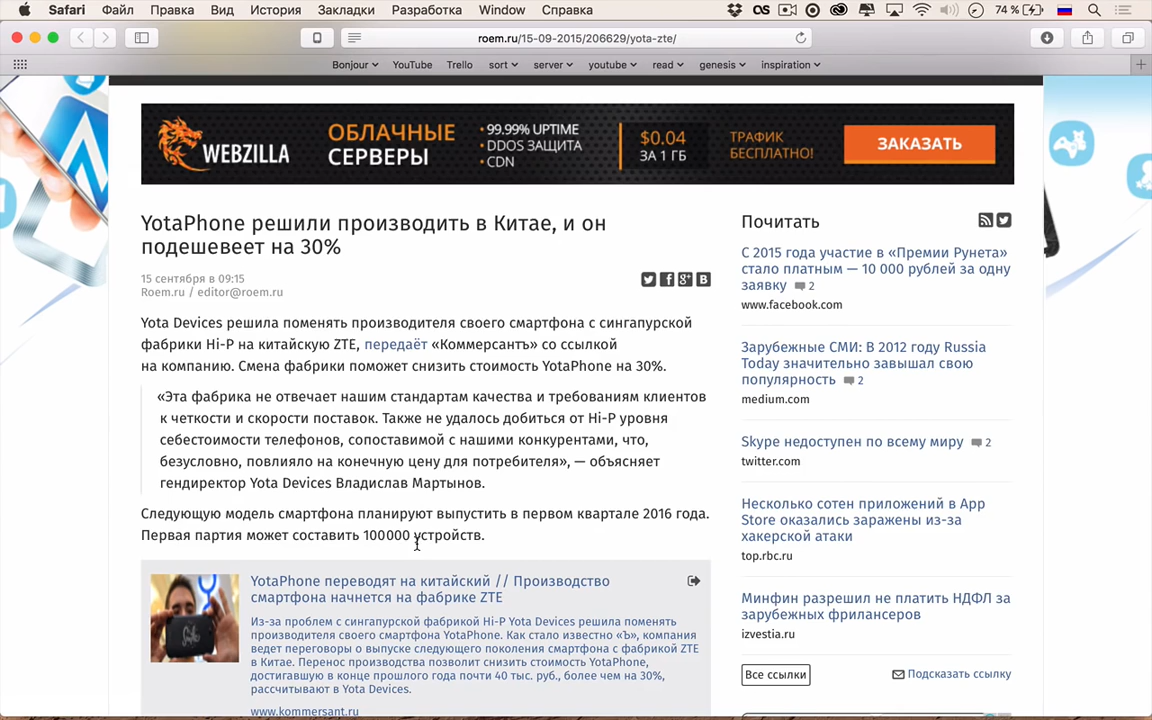 Safari Файл Правка Вид История Закладки Разработка Window Справка 74 %
roem.ru/15-09-2015/206629/yota-zte/
Bonjour YouTube Trello sort server youtube read genesis inspiration
WEBZILLA
ОБЛАЧНЫЕ
СЕРВЕРЫ
• 99.99% UPTIME
• DDOS ЗАЩИТА
• CDN
$0.04
ЗА 1 ГБ
ТРАФИК
БЕСПЛАТНО!
ЗАКАЗАТЬ
YotaPhone решили производить в Китае, и он
подешевеет на 30%
15 сентября в 09:15
Roem.ru / editor@roem.ru
Yota Devices решила поменять производителя своего смартфона с сингапурской
фабрики Hi-P на китайскую ZTE, передаёт «Коммерсантъ» со ссылкой
на компанию. Смена фабрики поможет снизить стоимость YotaPhone на 30%.
«Эта фабрика не отвечает нашим стандартам качества и требованиям клиентов
к четкости и скорости поставок. Также не удалось добиться от Hi-P уровня
себестоимости телефонов, сопоставимой с нашими конкурентами, что,
безусловно, повлияло на конечную цену для потребителя», — объясняет
гендиректор Yota Devices Владислав Мартынов.
Следующую модель смартфона планируют выпустить в первом квартале 2016 года.
Первая партия может составить 100000 устройств.
YotaPhone переводят на китайский // Производство
смартфона начнется на фабрике ZTE
Из-за проблем с сингапурской фабрикой Hi-P Yota Devices решила поменять
производителя своего смартфона YotaPhone. Как стало известно «Ъ», компания
ведет переговоры о выпуске следующего поколения смартфона с фабрикой ZTE
в Китае. Перенос производства позволит снизить стоимость YotaPhone,
достигавшую в конце прошлого года почти 40 тыс. руб., более чем на 30%,
рассчитывают в Yota Devices.
www.kommersant.ru
Почитать
С 2015 года участие в «Премии Рунета»
стало платным — 10 000 рублей за одну
заявку 2
www.facebook.com
Зарубежные СМИ: В 2012 году Russia
Today значительно завышал свою
популярность 2
medium.com
Skype недоступен по всему миру 2
twitter.com
Несколько сотен приложений в App
Store оказались заражены из-за
хакерской атаки
top.rbc.ru
Минфин разрешил не платить НДФЛ за
зарубежных фрилансеров
izvestia.ru
Все ссылки
Подсказать ссылку